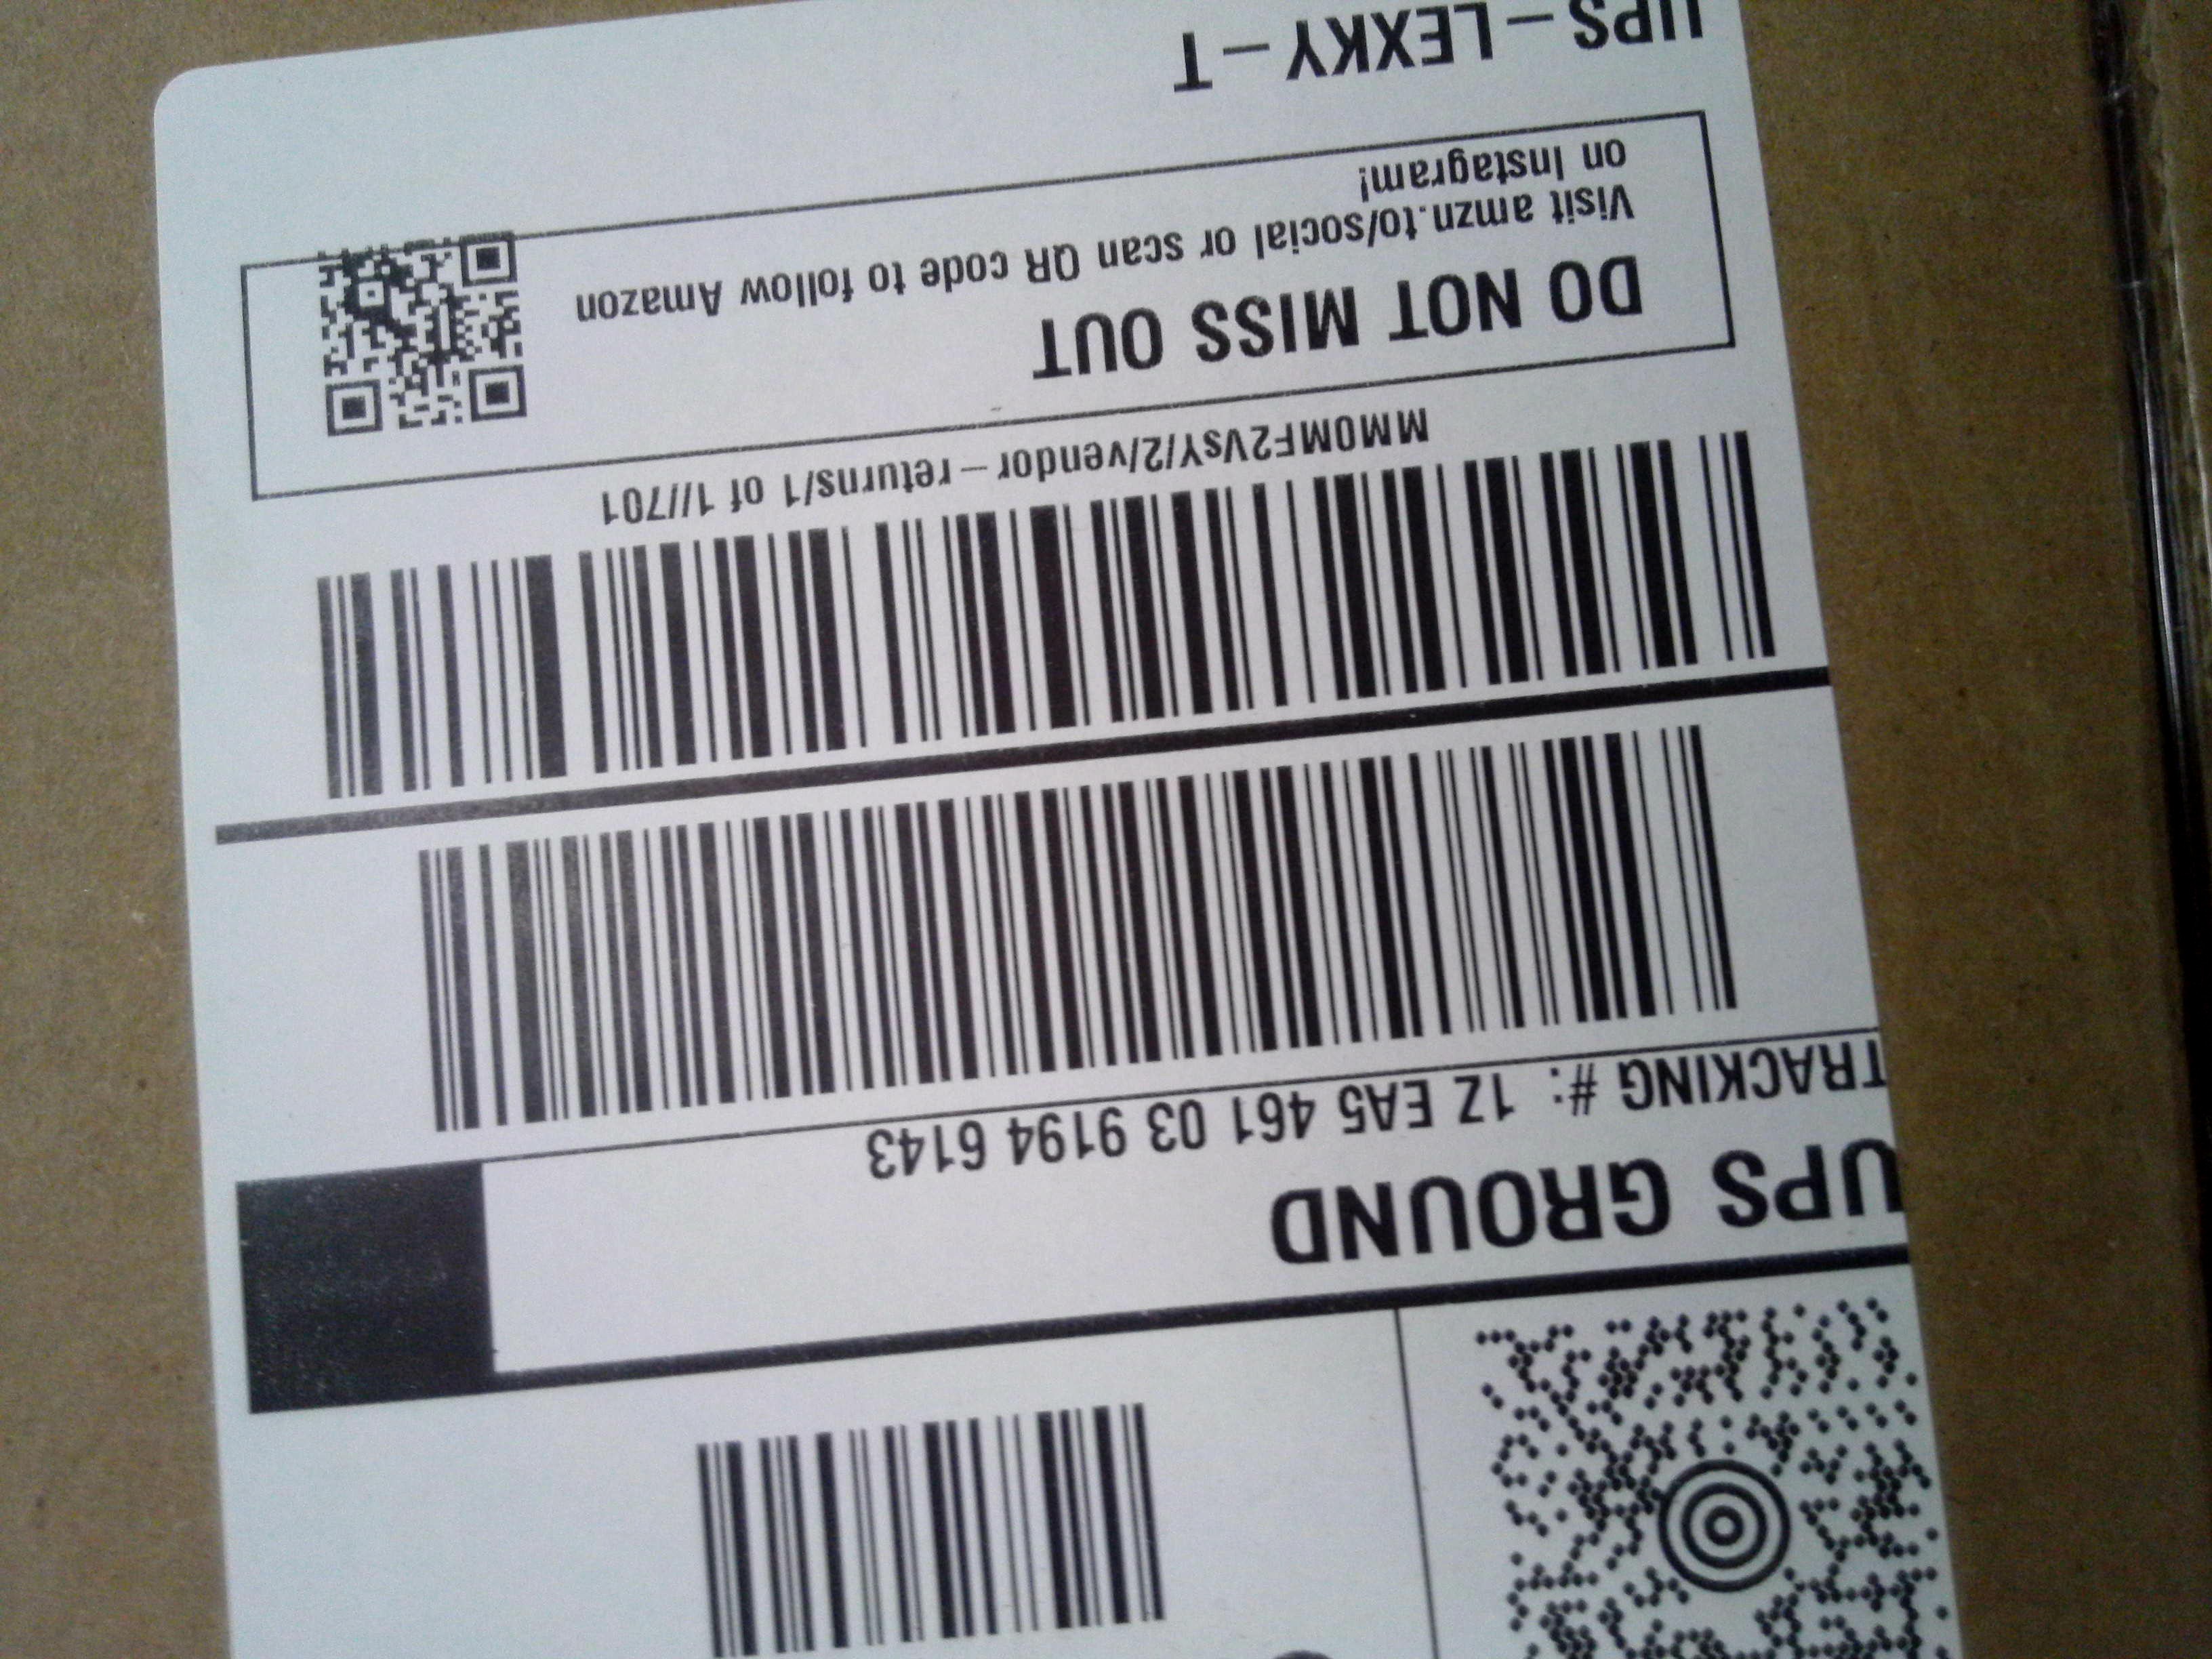 UPS GROUND
TRACKING #: 1Z EA5 461 03 9194 6143
MM0MF2VsY/2/vendor-returns/1 of 1//701
DO NOT MISS OUT
Visit amzn.to/social or scan QR code to follow Amazon
on Instagram!
UPS-LEXKY-T